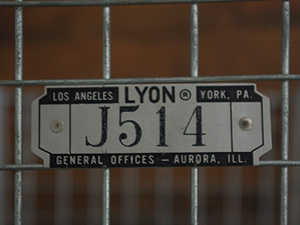 LOS ANGELES LYON ® YORK, PA.
J514
GENERAL OFFICES — AURORA, ILL.